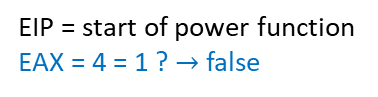 EIP = start of power function
EAX = 4 = 1 ? → false